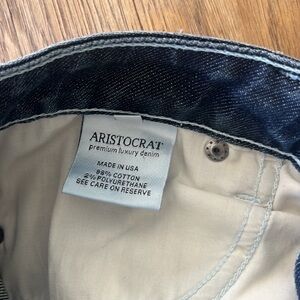 ARISTOCRAT
premium luxury denim
MADE IN USA
98% COTTON
2% POLYURETHANE
SEE CARE ON RESERVE